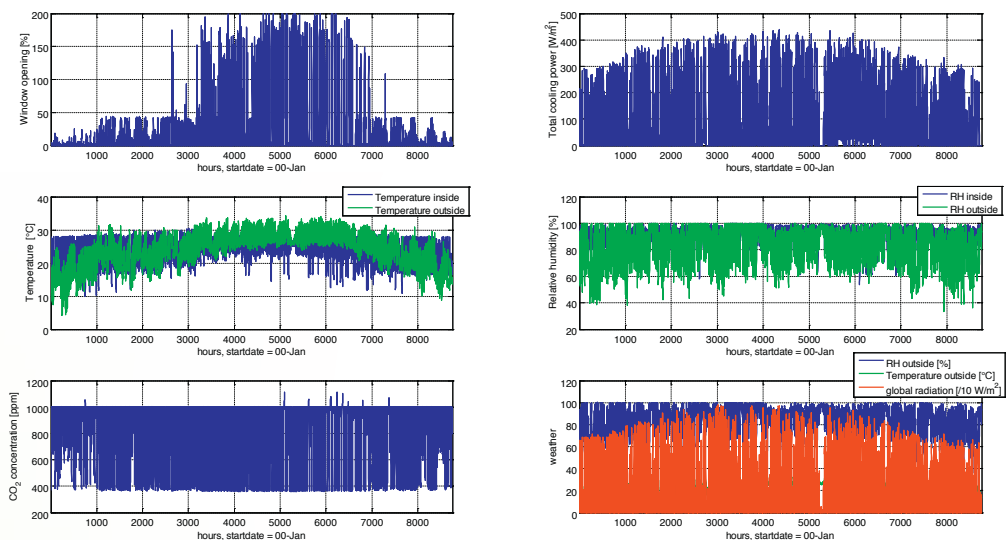 Window opening [%]
200
150
100
50
0
1000 2000 3000 4000 5000 6000 7000 8000
hours, startdate = 00-Jan
Total cooling power [W/m²]
500
400
300
200
100
0
1000 2000 3000 4000 5000 6000 7000 8000
hours, startdate = 00-Jan
Temperature inside
Temperature outside
Temperature [°C]
40
30
20
10
0
1000 2000 3000 4000 5000 6000 7000 8000
hours, startdate = 00-Jan
RH inside
RH outside
Relative humidity [%]
120
100
80
60
40
20
1000 2000 3000 4000 5000 6000 7000 8000
hours, startdate = 00-Jan
CO₂ concentration [ppm]
1200
1000
800
600
400
200
1000 2000 3000 4000 5000 6000 7000 8000
hours, startdate = 00-Jan
RH outside [%]
Temperature outside [°C]
global radiation [/10 W/m²]
weather
120
100
80
60
40
20
0
1000 2000 3000 4000 5000 6000 7000 8000
hours, startdate = 00-Jan